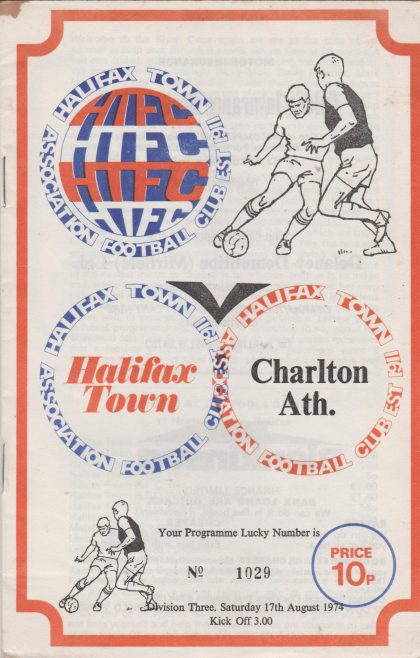 HALIFAX TOWN
ASSOCIATION FOOTBALL CLUB EST 1911
HTFC
HTFC
HTFC
HTFC
HALIFAX TOWN
ASSOCIATION FOOTBALL CLUB EST 1911
Halifax
Town
HALIFAX TOWN
ASSOCIATION FOOTBALL CLUB EST 1911
Charlton
Ath.
Your Programme Lucky Number is
Nº 1029
PRICE
10P
Division Three. Saturday 17th August 1974
Kick Off 3.00